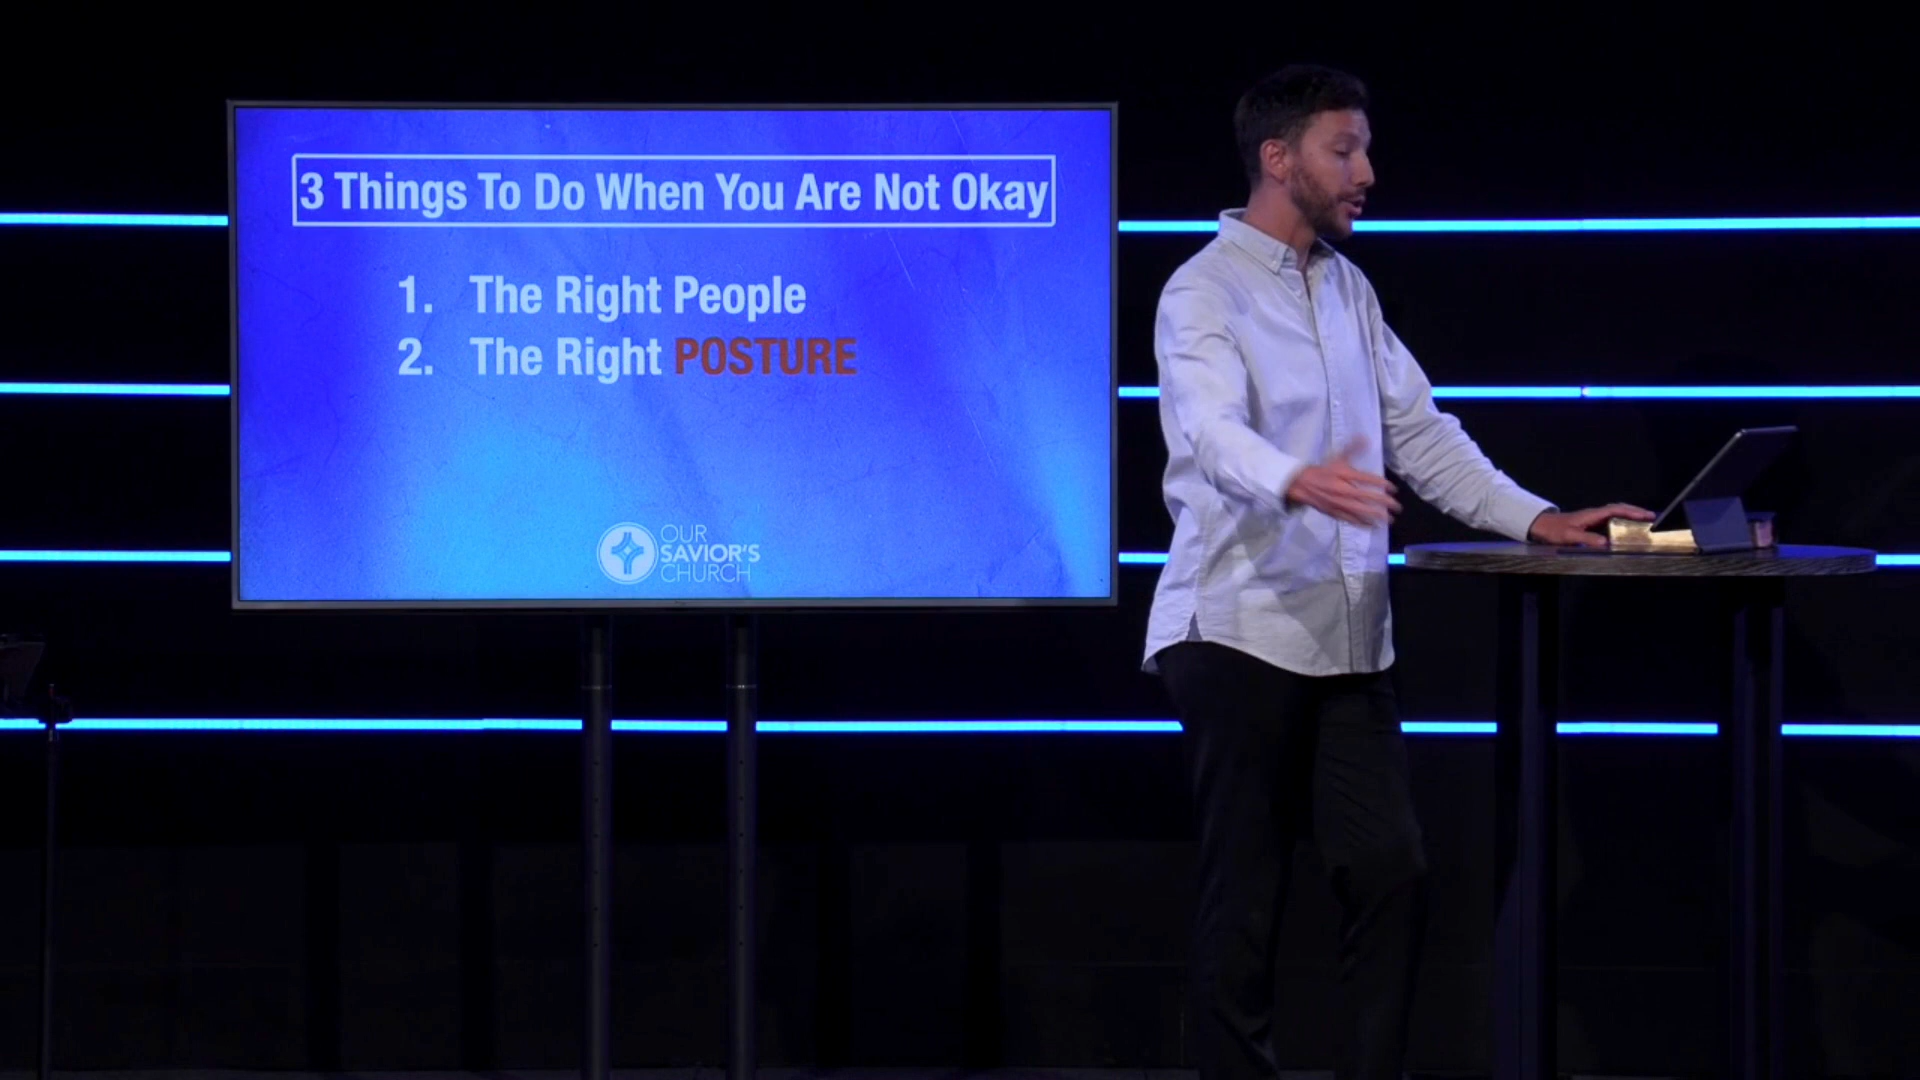 3 Things To Do When You Are Not Okay
1. The Right People
2. The Right POSTURE
OUR
SAVIOR'S
CHURCH